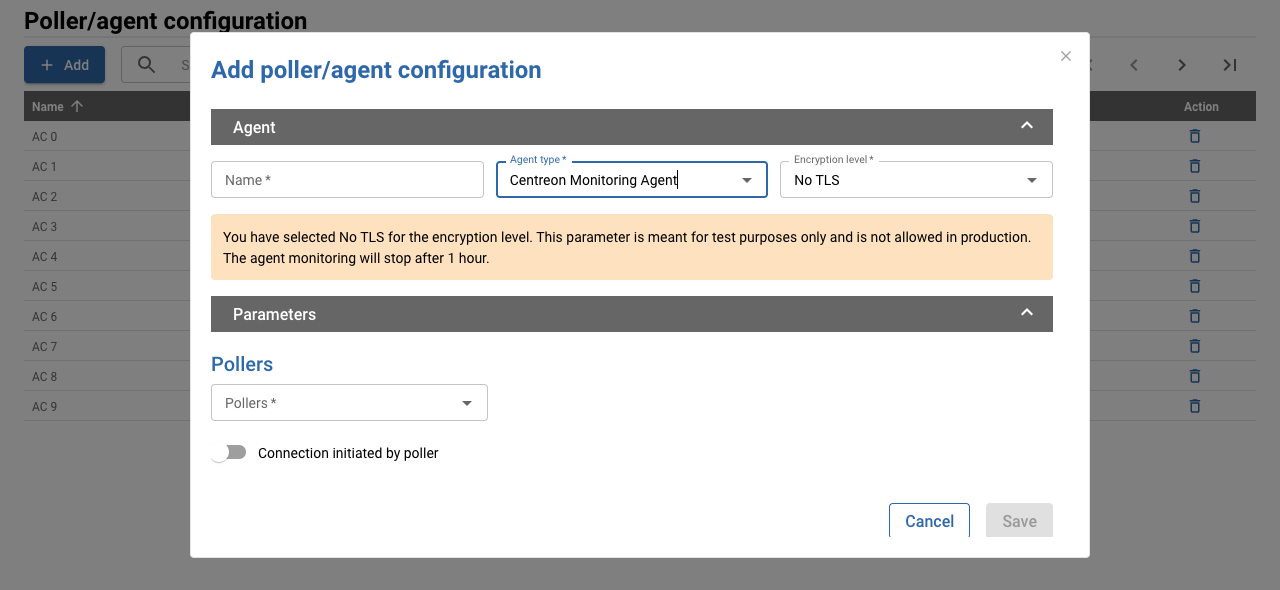 Poller/agent configuration
Add
S
Name
Action
AC 0
AC 1
AC 2
AC 3
AC 4
AC 5
AC 6
AC 7
AC 8
AC 9
Add poller/agent configuration
Agent
Name *
Agent type *
Centreon Monitoring Agent
Encryption level *
No TLS
You have selected No TLS for the encryption level. This parameter is meant for test purposes only and is not allowed in production.
The agent monitoring will stop after 1 hour.
Parameters
Pollers
Pollers *
Connection initiated by poller
Cancel
Save